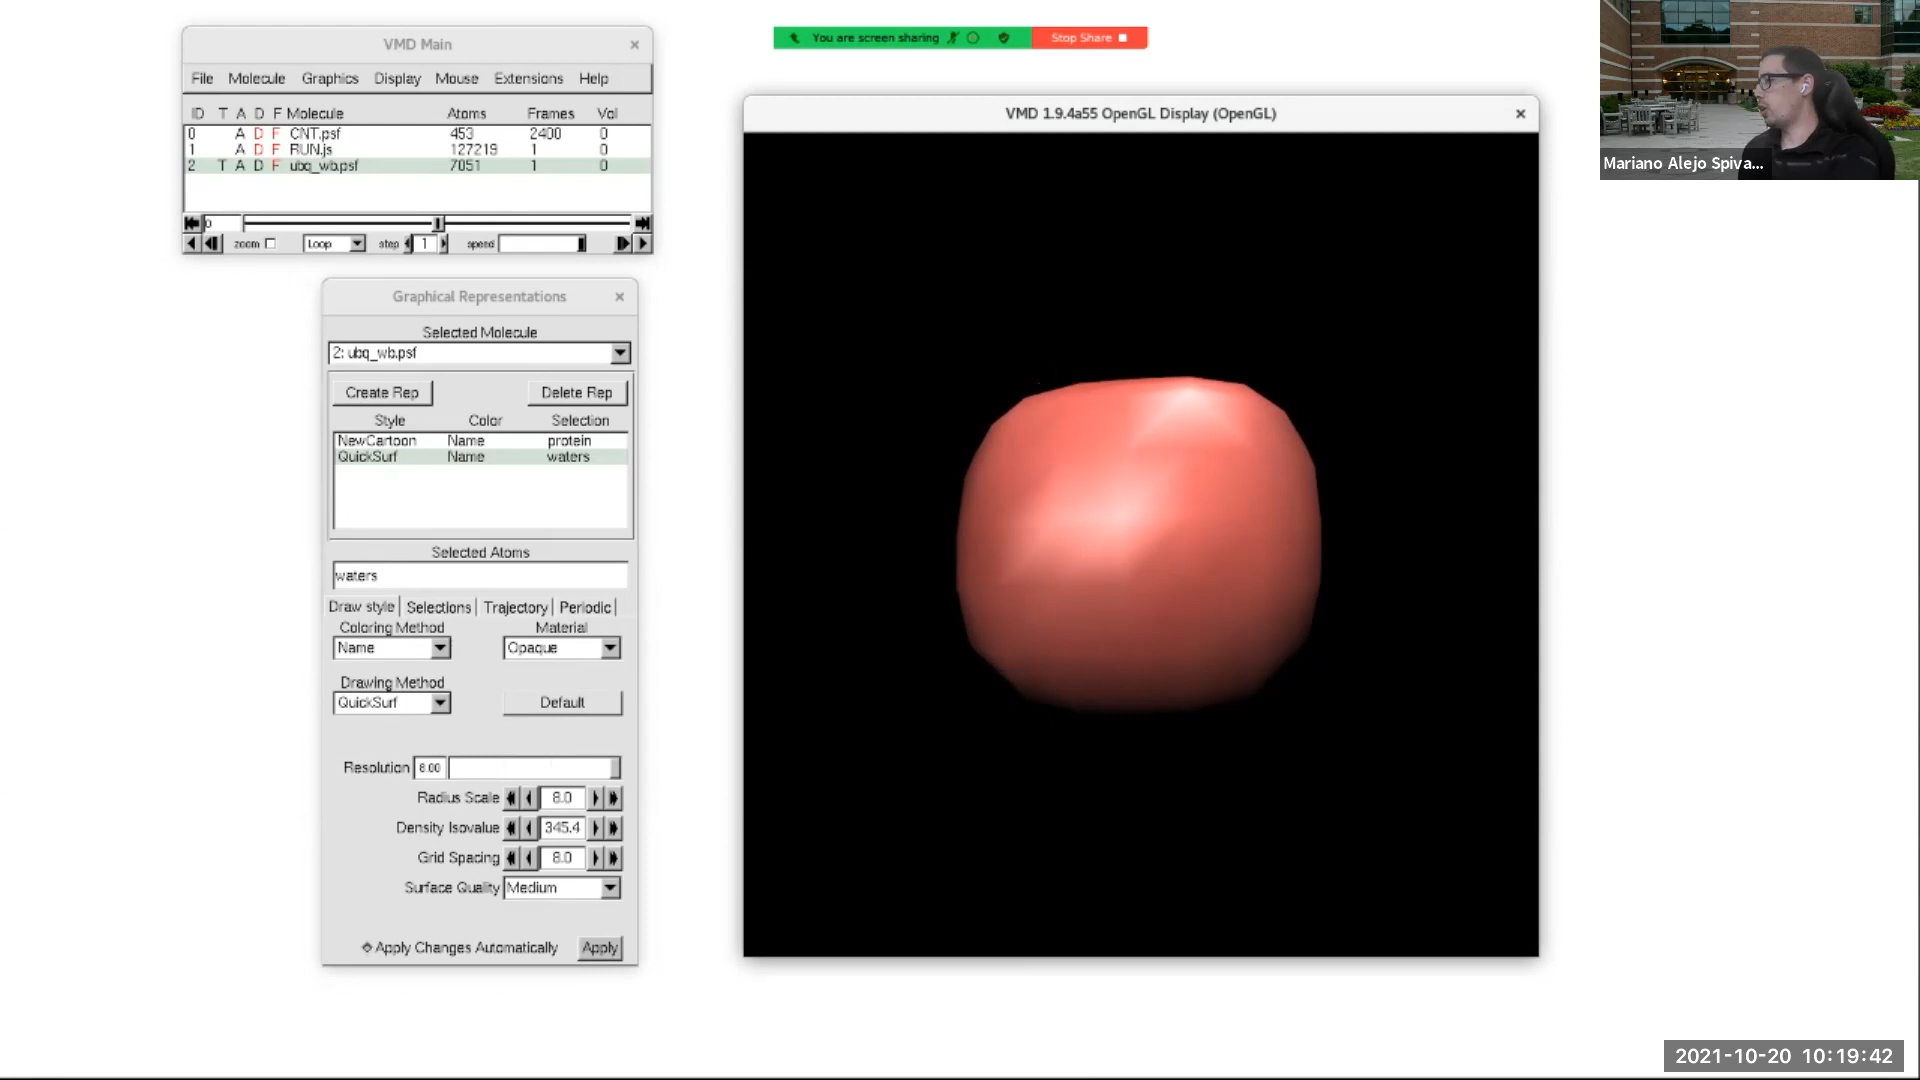 VMD Main
File Molecule Graphics Display Mouse Extensions Help
ID T A D F Molecule Atoms Frames Vol
0 A D F CNT.psf 453 2400 0
1 A D F RUN.js 127219 1 0
2 T A D F ubq_wb.psf 7051 1 0
0
zoom Loop step 1 speed
Graphical Representations
Selected Molecule
2: ubq_wb.psf
Create Rep Delete Rep
Style Color Selection
NewCartoon Name protein
QuickSurf Name waters
Selected Atoms
waters
Draw style Selections Trajectory Periodic
Coloring Method Material
Name Opaque
Drawing Method
QuickSurf Default
Resolution 8.00
Radius Scale 8.0
Density Isovalue 345.4
Grid Spacing 8.0
Surface Quality Medium
Apply Changes Automatically Apply
You are screen sharing Stop Share
VMD 1.9.4a55 OpenGL Display (OpenGL)
Mariano Alejo Spiva...
2021-10-20 10:19:42